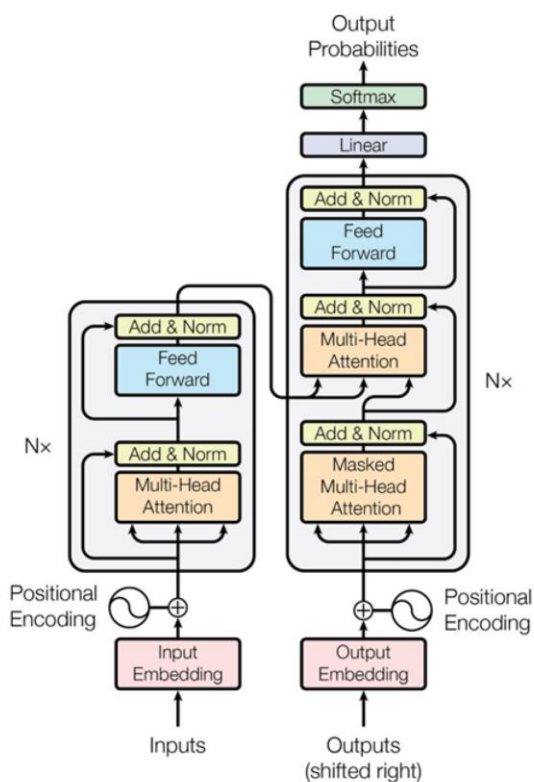 Output
Probabilities
Softmax
Linear
Add & Norm
Feed
Forward
Add & Norm
Multi-Head
Attention
Add & Norm
Masked
Multi-Head
Attention
N×
Add & Norm
Feed
Forward
Add & Norm
Multi-Head
Attention
N×
Positional
Encoding
Positional
Encoding
Input
Embedding
Output
Embedding
Inputs
Outputs
(shifted right)